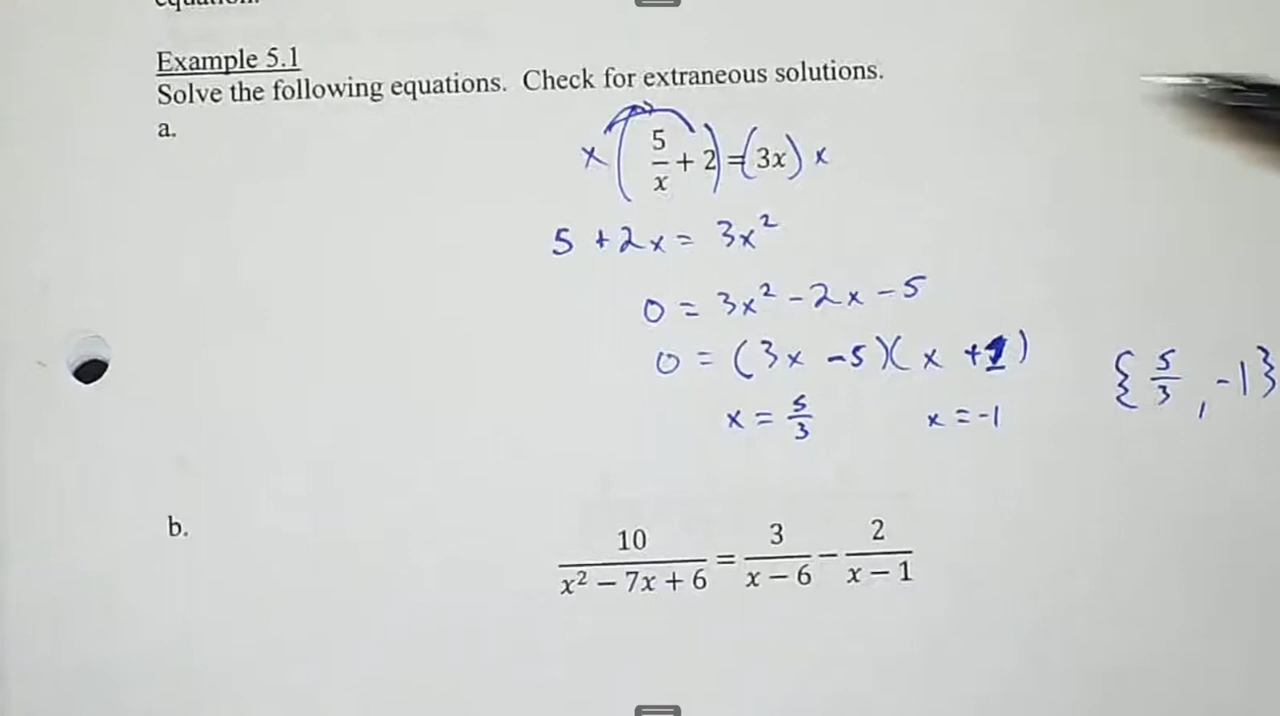 equation.
Example 5.1
Solve the following equations. Check for extraneous solutions.
a.
x ( 5/x + 2 ) = ( 3x ) x
5 + 2x = 3x²
0 = 3x² - 2x - 5
0 = (3x - 5)(x + 1)
x = 5/3 x = -1
{5/3, -1}
b.
10/(x² − 7x + 6) = 3/(x − 6) − 2/(x − 1)